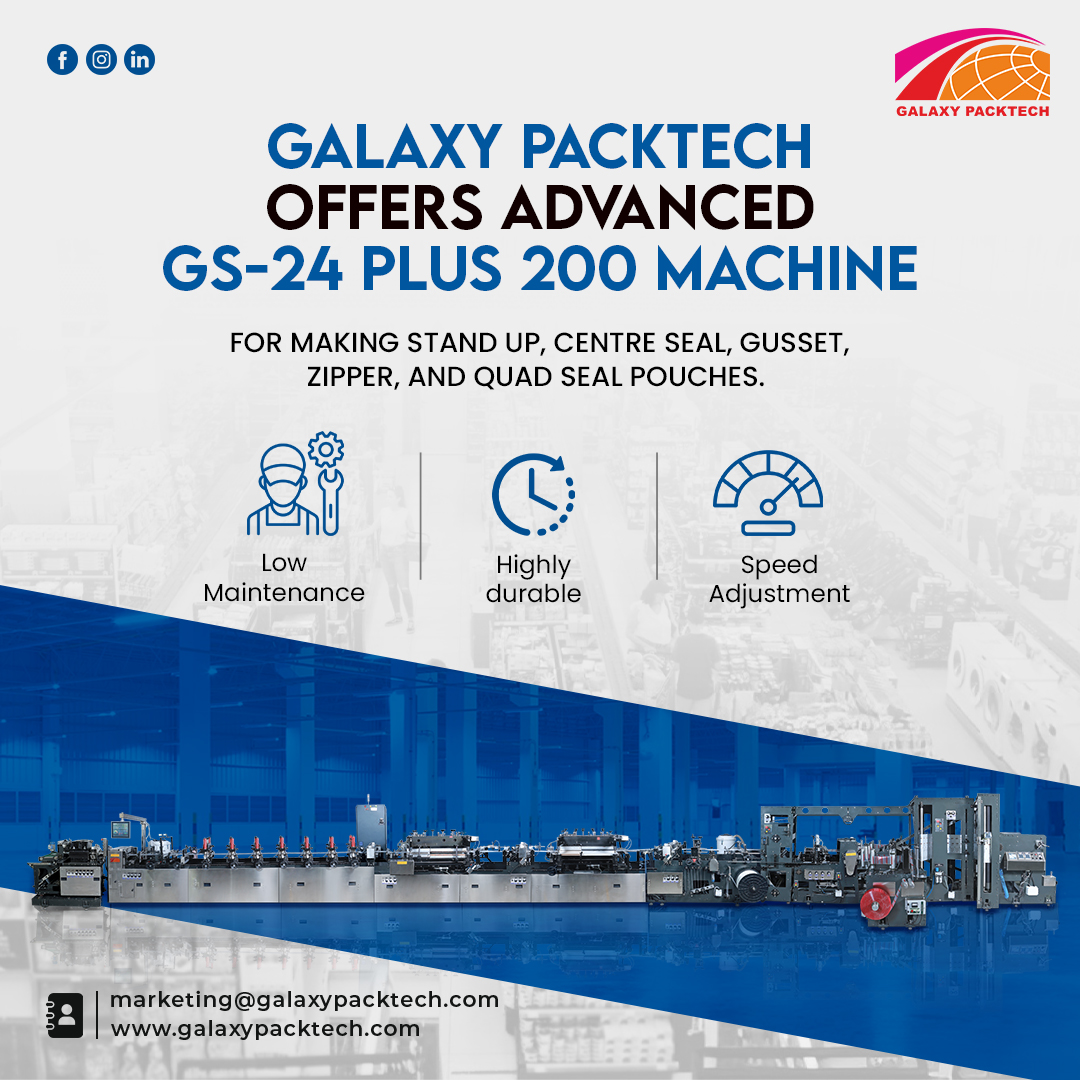 GALAXY PACKTECH
GALAXY PACKTECH
OFFERS ADVANCED
GS-24 PLUS 200 MACHINE
FOR MAKING STAND UP, CENTRE SEAL, GUSSET,
ZIPPER, AND QUAD SEAL POUCHES.
Low
Maintenance
Highly
durable
Speed
Adjustment
marketing@galaxypacktech.com
www.galaxypacktech.com